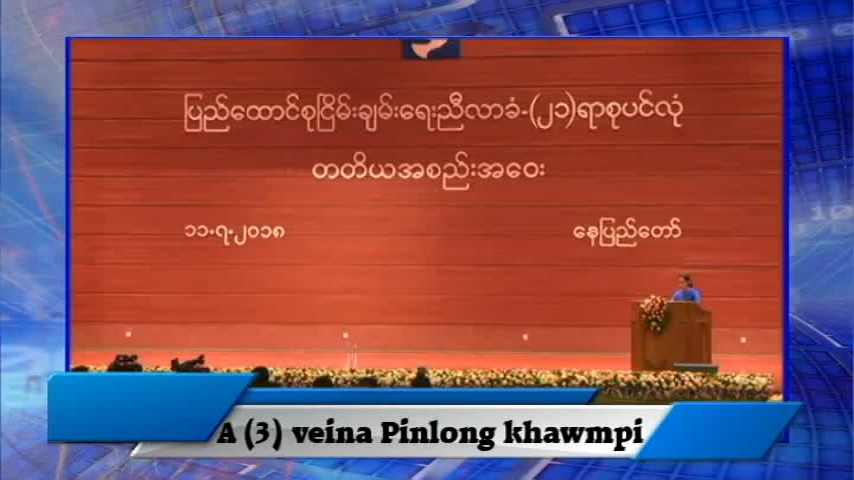 ပြည်ထောင်စုငြိမ်းချမ်းရေးညီလာခံ-(၂၁)ရာစုပင်လုံ
တတိယအစည်းအဝေး
၁၁.၇.၂၀၁၈ နေပြည်တော်
A (3) veina Pinlong khawmpi